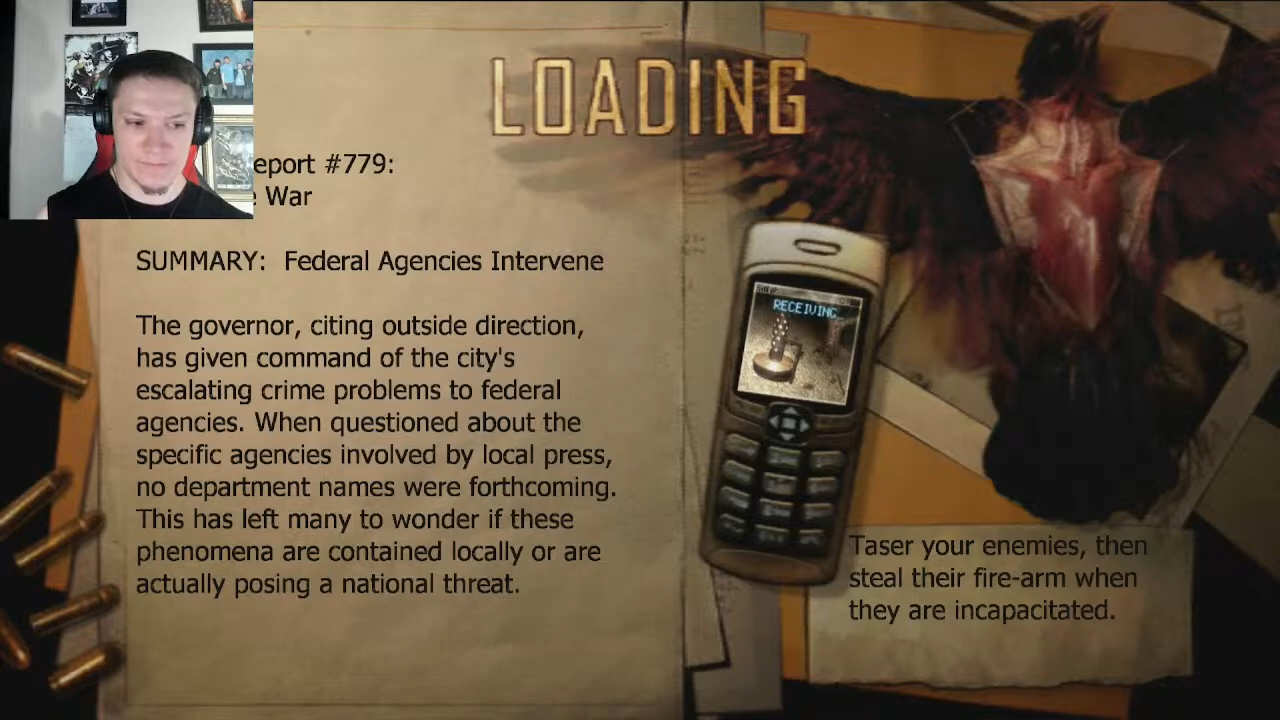 LOADING
eport #779:
e War
SUMMARY: Federal Agencies Intervene
The governor, citing outside direction,
has given command of the city's
escalating crime problems to federal
agencies. When questioned about the
specific agencies involved by local press,
no department names were forthcoming.
This has left many to wonder if these
phenomena are contained locally or are
actually posing a national threat.
RECEIVING
Taser your enemies, then
steal their fire-arm when
they are incapacitated.